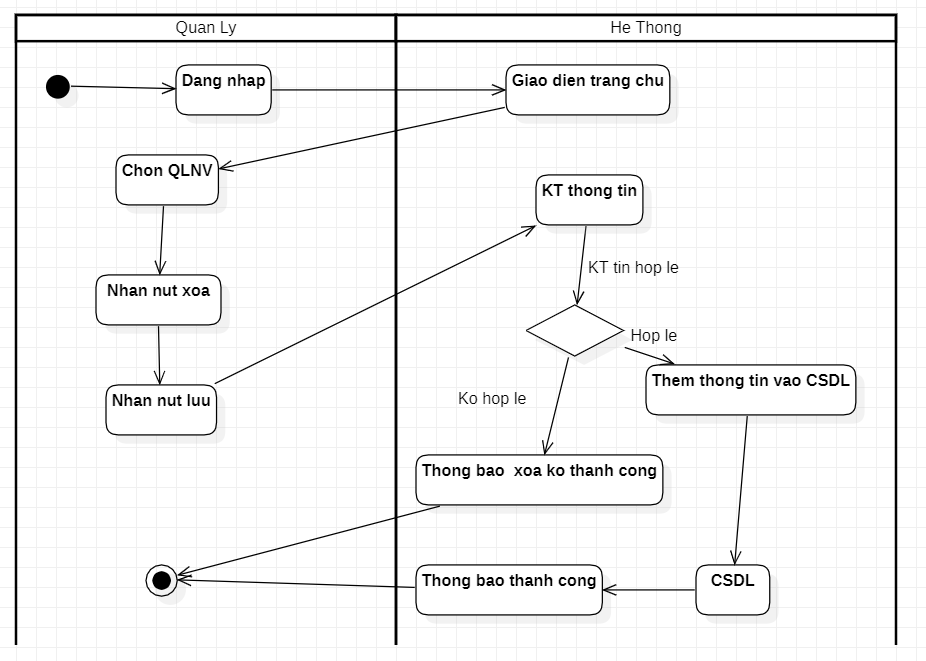 Quan Ly
He Thong
Dang nhap
Giao dien trang chu
Chon QLNV
KT thong tin
KT tin hop le
Nhan nut xoa
Hop le
Them thong tin vao CSDL
Nhan nut luu
Ko hop le
Thong bao  xoa ko thanh cong
Thong bao thanh cong
CSDL